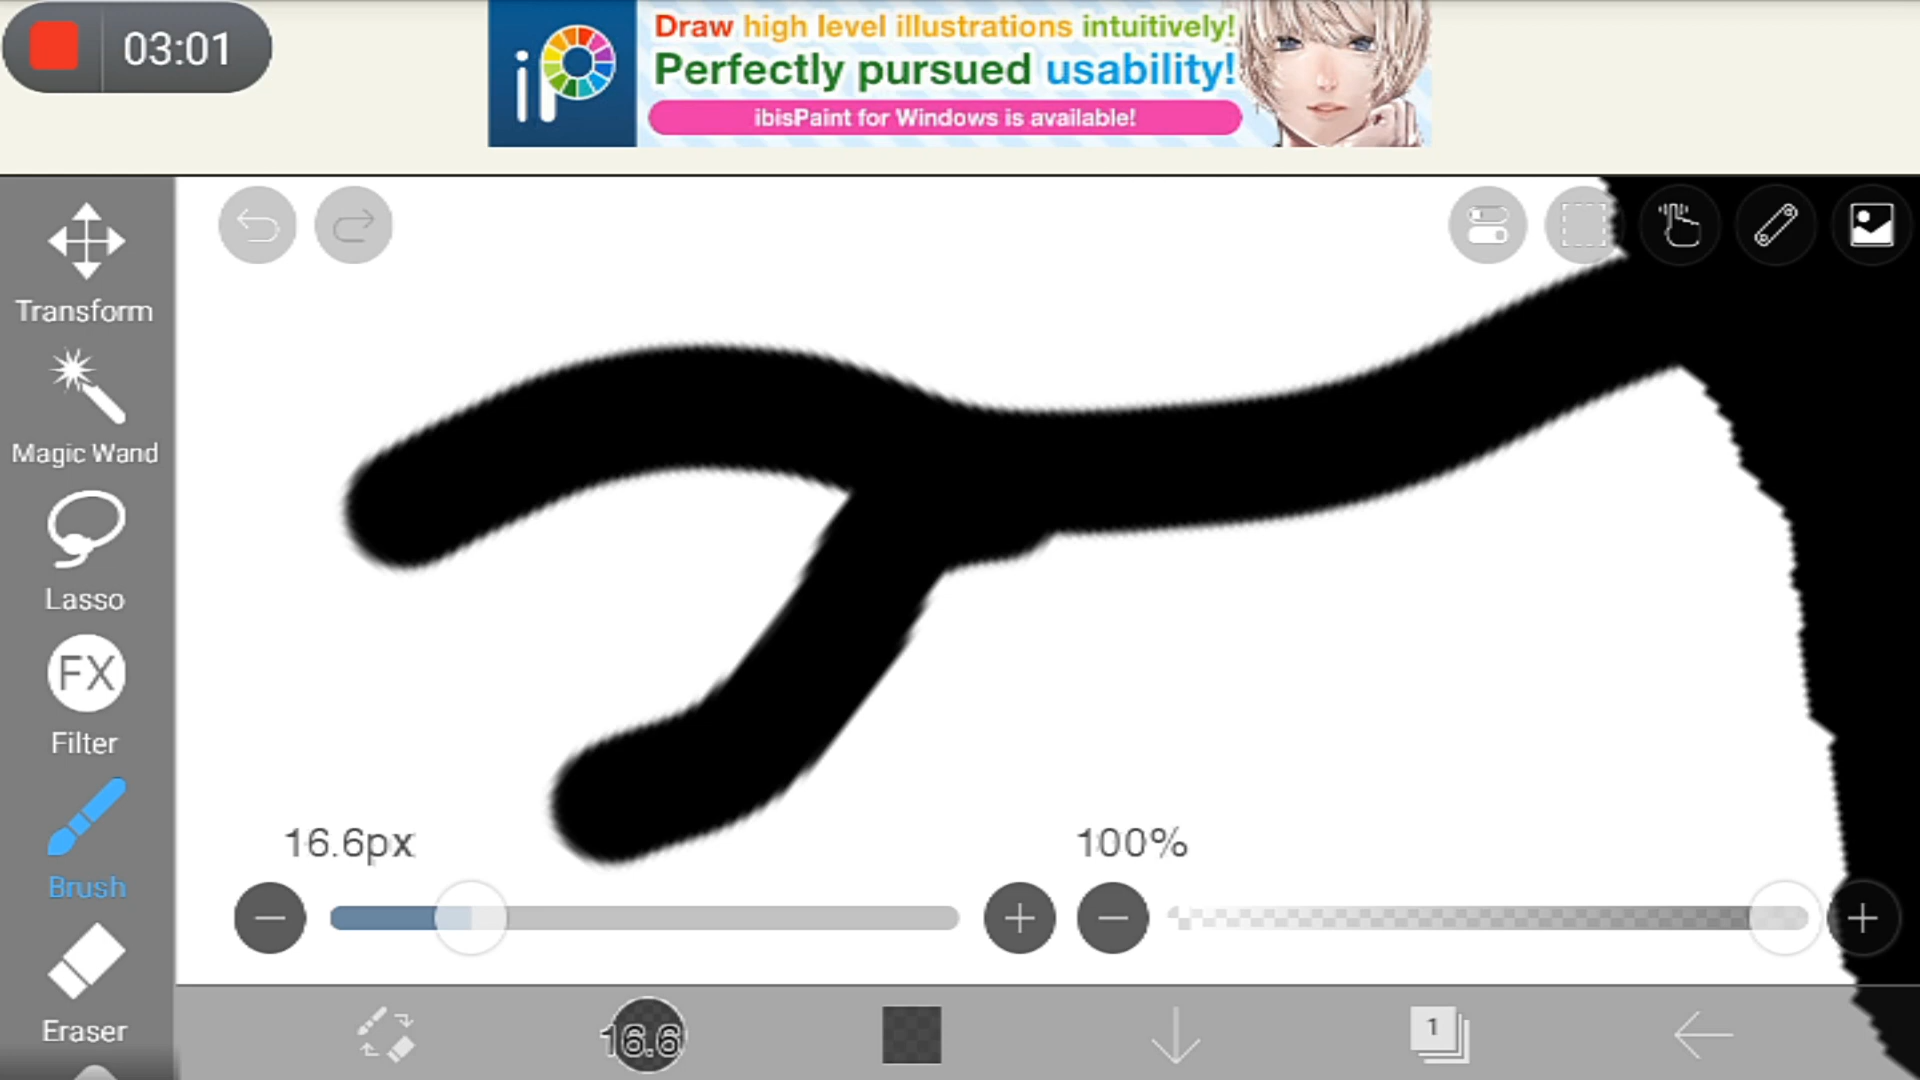 03:01
iP
Draw high level illustrations intuitively!
Perfectly pursued usability!
ibisPaint for Windows is available!
Transform
Magic Wand
Lasso
FX
Filter
Brush
Eraser
16.6px
100%
16.6
1